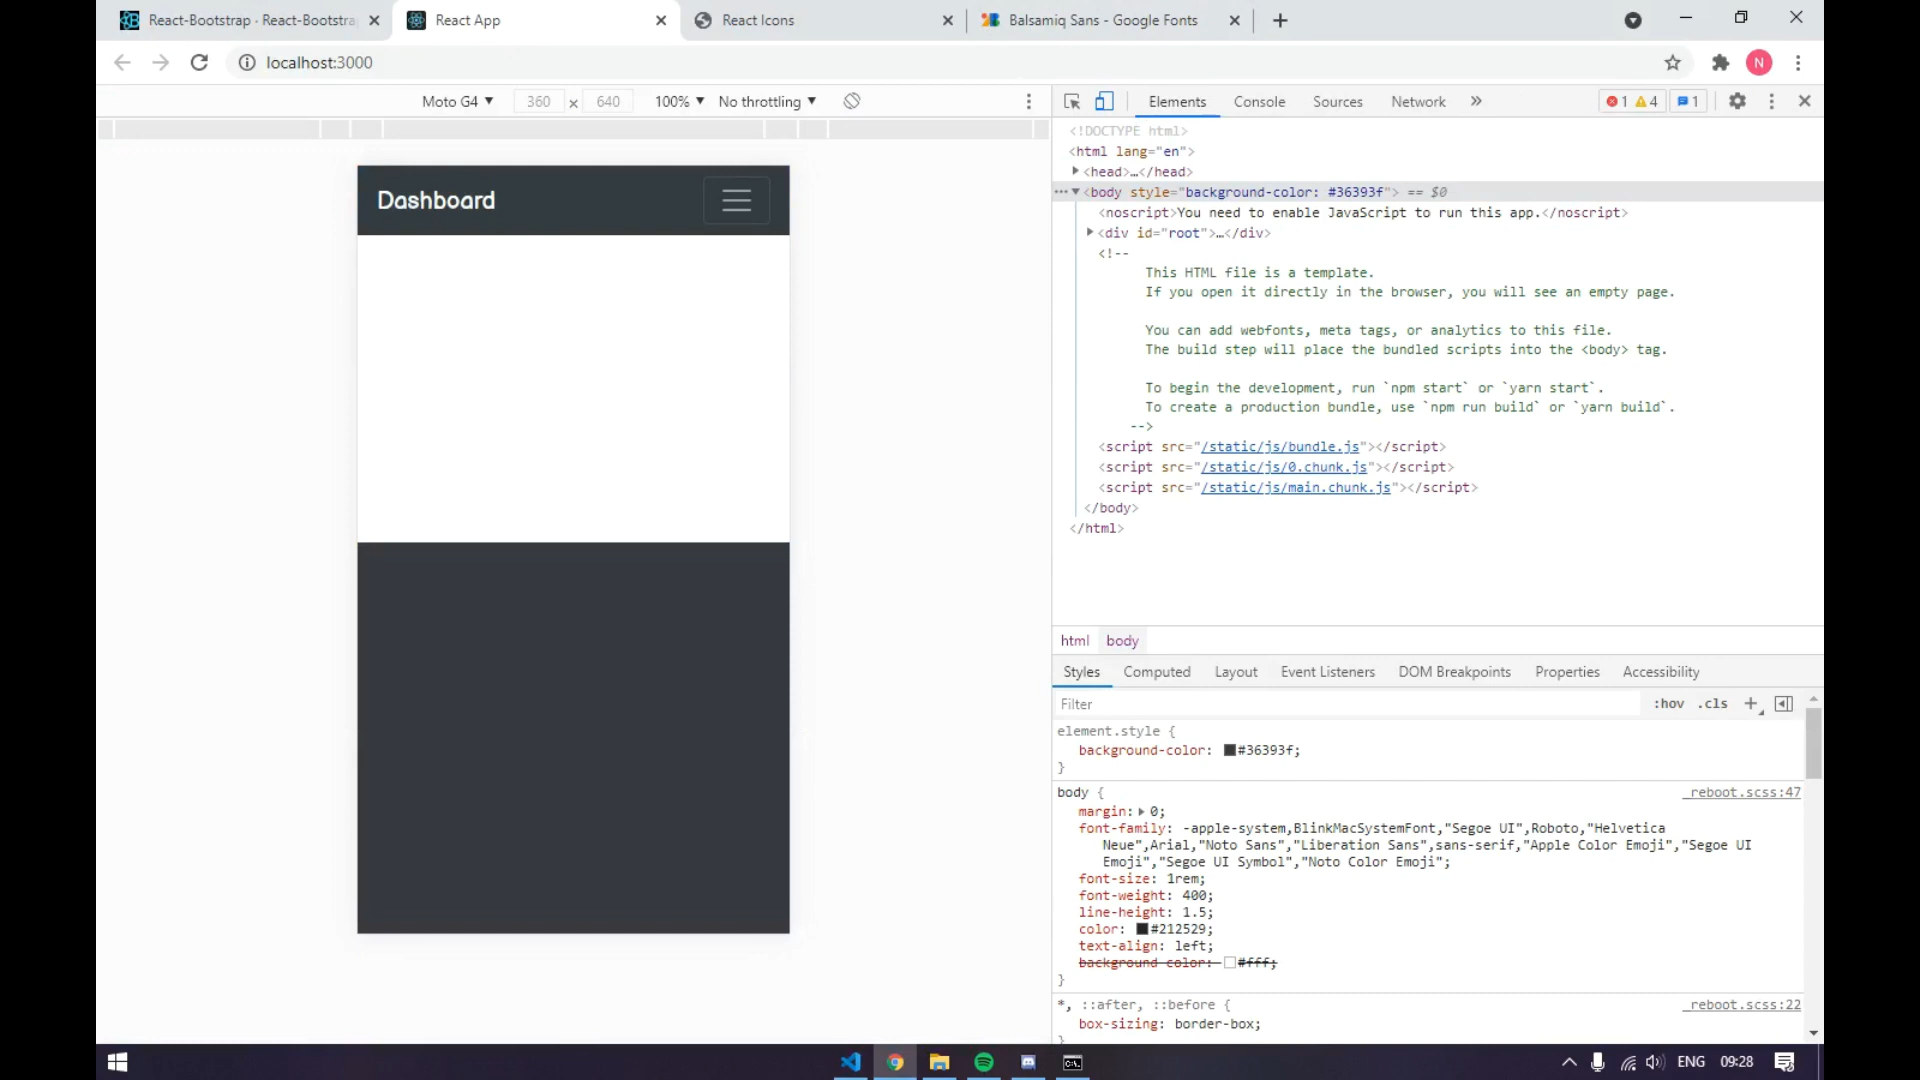 React-Bootstrap · React-Bootstra
React App
React Icons
Balsamiq Sans - Google Fonts
localhost:3000
N
Moto G4
360
x
640
100%
No throttling
Elements
Console
Sources
Network
»
1
4
1
Dashboard
<!DOCTYPE html>
<html lang="en">
<head>…</head>
<body style="background-color: #36393f"> == $0
<noscript>You need to enable JavaScript to run this app.</noscript>
<div id="root">…</div>
<!--
This HTML file is a template.
If you open it directly in the browser, you will see an empty page.
You can add webfonts, meta tags, or analytics to this file.
The build step will place the bundled scripts into the <body> tag.
To begin the development, run `npm start` or `yarn start`.
To create a production bundle, use `npm run build` or `yarn build`.
-->
<script src="/static/js/bundle.js"></script>
<script src="/static/js/0.chunk.js"></script>
<script src="/static/js/main.chunk.js"></script>
</body>
</html>
html
body
Styles
Computed
Layout
Event Listeners
DOM Breakpoints
Properties
Accessibility
Filter
:hov
.cls
+
element.style {
background-color: #36393f;
}
body {
_reboot.scss:47
margin: 0;
font-family: -apple-system,BlinkMacSystemFont,"Segoe UI",Roboto,"Helvetica
Neue",Arial,"Noto Sans","Liberation Sans",sans-serif,"Apple Color Emoji","Segoe UI
Emoji","Segoe UI Symbol","Noto Color Emoji";
font-size: 1rem;
font-weight: 400;
line-height: 1.5;
color: #212529;
text-align: left;
background-color: #fff;
}
*, ::after, ::before {
_reboot.scss:22
box-sizing: border-box;
}
ENG
09:28